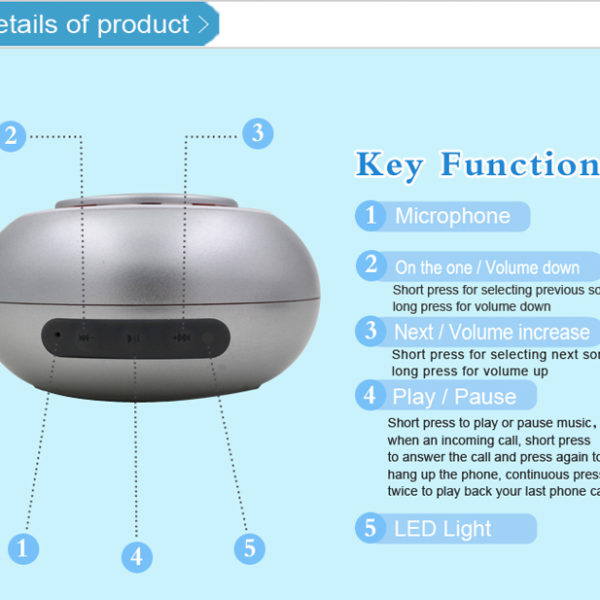 etails of product >
2
3
Key Function
1 Microphone
2 On the one / Volume down
Short press for selecting previous so
long press for volume down
3 Next / Volume increase
Short press for selecting next son
long press for volume up
4 Play / Pause
Short press to play or pause music,
when an incoming call, short press
to answer the call and press again to
hang up the phone, continuous press
twice to play back your last phone ca
5 LED Light
1
4
5